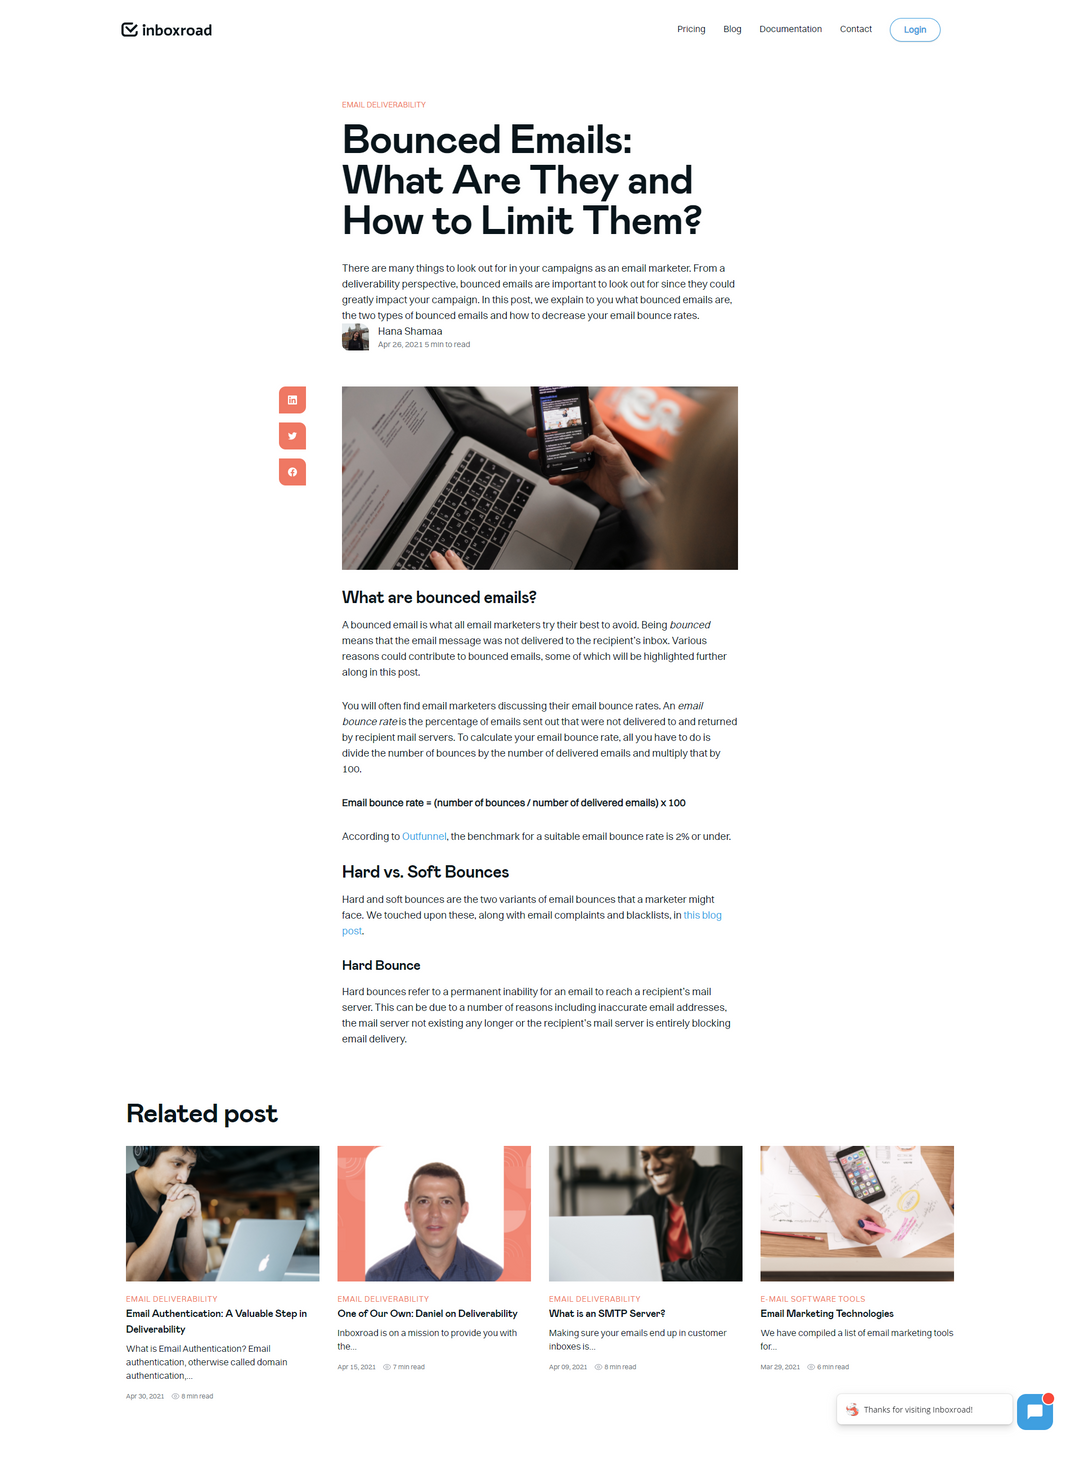 inboxroad
Pricing Blog Documentation Contact Login
EMAIL DELIVERABILITY
Bounced Emails:
What Are They and
How to Limit Them?
There are many things to look out for in your campaigns as an email marketer. From a
deliverability perspective, bounced emails are important to look out for since they could
greatly impact your campaign. In this post, we explain to you what bounced emails are,
the two types of bounced emails and how to decrease your email bounce rates.
Hana Shamaa
Apr 26, 2021 5 min to read
What are bounced emails?
A bounced email is what all email marketers try their best to avoid. Being bounced
means that the email message was not delivered to the recipient's inbox. Various
reasons could contribute to bounced emails, some of which will be highlighted further
along in this post.
You will often find email marketers discussing their email bounce rates. An email
bounce rate is the percentage of emails sent out that were not delivered to and returned
by recipient mail servers. To calculate your email bounce rate, all you have to do is
divide the number of bounces by the number of delivered emails and multiply that by
100.
Email bounce rate = (number of bounces / number of delivered emails) x 100
According to Outfunnel, the benchmark for a suitable email bounce rate is 2% or under.
Hard vs. Soft Bounces
Hard and soft bounces are the two variants of email bounces that a marketer might
face. We touched upon these, along with email complaints and blacklists, in this blog
post.
Hard Bounce
Hard bounces refer to a permanent inability for an email to reach a recipient's mail
server. This can be due to a number of reasons including inaccurate email addresses,
the mail server not existing any longer or the recipient's mail server is entirely blocking
email delivery.
Related post
EMAIL DELIVERABILITY
Email Authentication: A Valuable Step in
Deliverability
What is Email Authentication? Email
authentication, otherwise called domain
authentication,...
Apr 30, 2021 8 min read
EMAIL DELIVERABILITY
One of Our Own: Daniel on Deliverability
Inboxroad is on a mission to provide you with
the...
Apr 15, 2021 7 min read
EMAIL DELIVERABILITY
What is an SMTP Server?
Making sure your emails end up in customer
inboxes is...
Apr 09, 2021 8 min read
E-MAIL SOFTWARE TOOLS
Email Marketing Technologies
We have compiled a list of email marketing tools
for...
Mar 29, 2021 6 min read
Thanks for visiting Inboxroad!